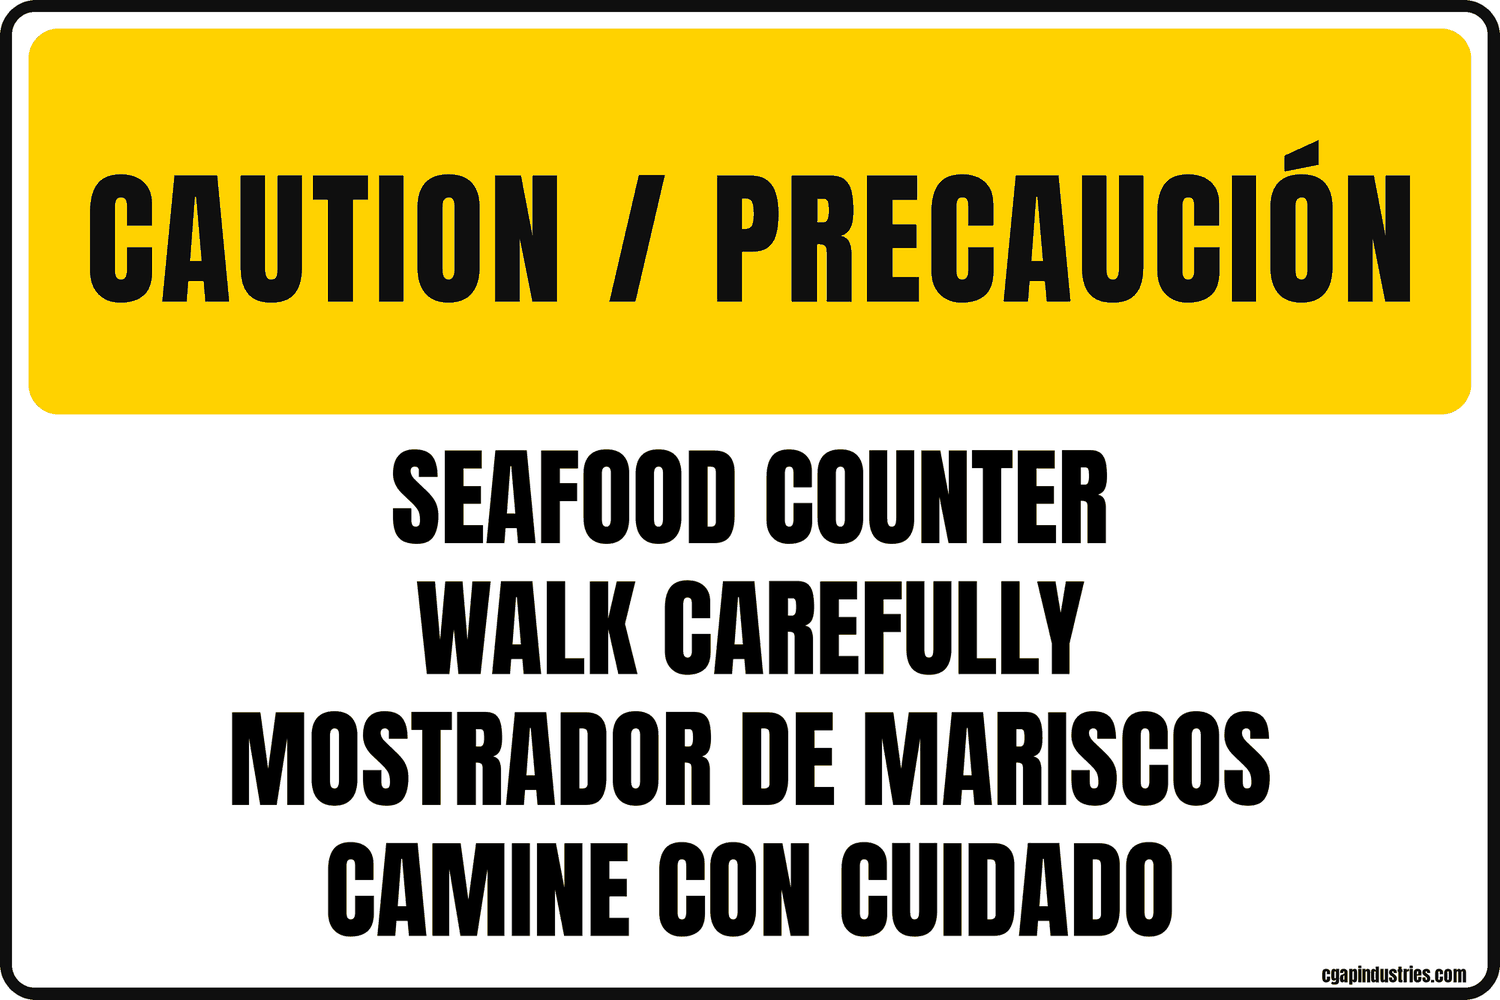 CAUTION / PRECAUCIÓN
SEAFOOD COUNTER
WALK CAREFULLY
MOSTRADOR DE MARISCOS
CAMINE CON CUIDADO
cgapindustries.com